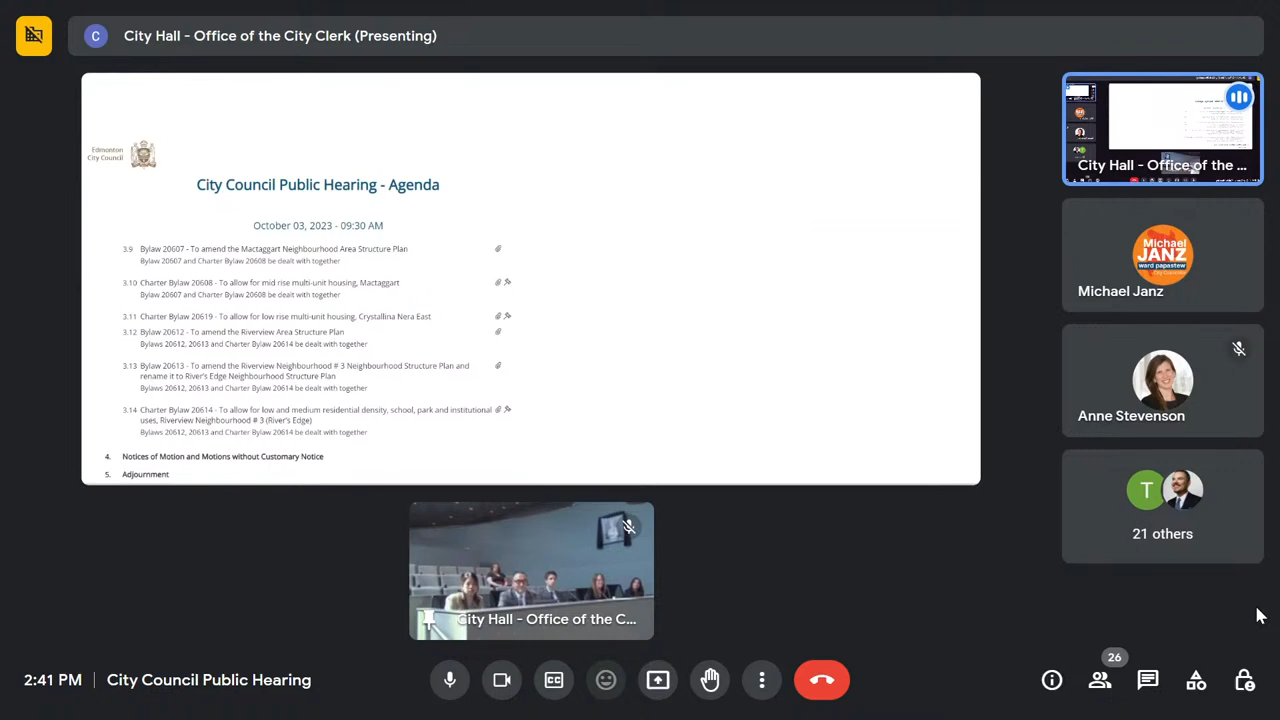 C City Hall - Office of the City Clerk (Presenting)
Edmonton
City Council
City Council Public Hearing - Agenda
October 03, 2023 - 09:30 AM
3.9 Bylaw 20607 - To amend the Mactaggart Neighbourhood Area Structure Plan
Bylaw 20607 and Charter Bylaw 20608 be dealt with together
3.10 Charter Bylaw 20608 - To allow for mid rise multi-unit housing, Mactaggart
Bylaw 20607 and Charter Bylaw 20608 be dealt with together
3.11 Charter Bylaw 20619 - To allow for low rise multi-unit housing, Crystallina Nera East
3.12 Bylaw 20612 - To amend the Riverview Area Structure Plan
Bylaws 20612, 20613 and Charter Bylaw 20614 be dealt with together
3.13 Bylaw 20613 - To amend the Riverview Neighbourhood # 3 Neighbourhood Structure Plan and
rename it to River's Edge Neighbourhood Structure Plan
Bylaws 20612, 20613 and Charter Bylaw 20614 be dealt with together
3.14 Charter Bylaw 20614 - To allow for low and medium residential density, school, park and institutional
uses, Riverview Neighbourhood # 3 (River's Edge)
Bylaws 20612, 20613 and Charter Bylaw 20614 be dealt with together
4. Notices of Motion and Motions without Customary Notice
5. Adjournment
City Hall - Office of the ...
Michael
JANZ
ward papastew
Michael Janz
Anne Stevenson
T
21 others
City Hall - Office of the C...
26
2:41 PM | City Council Public Hearing